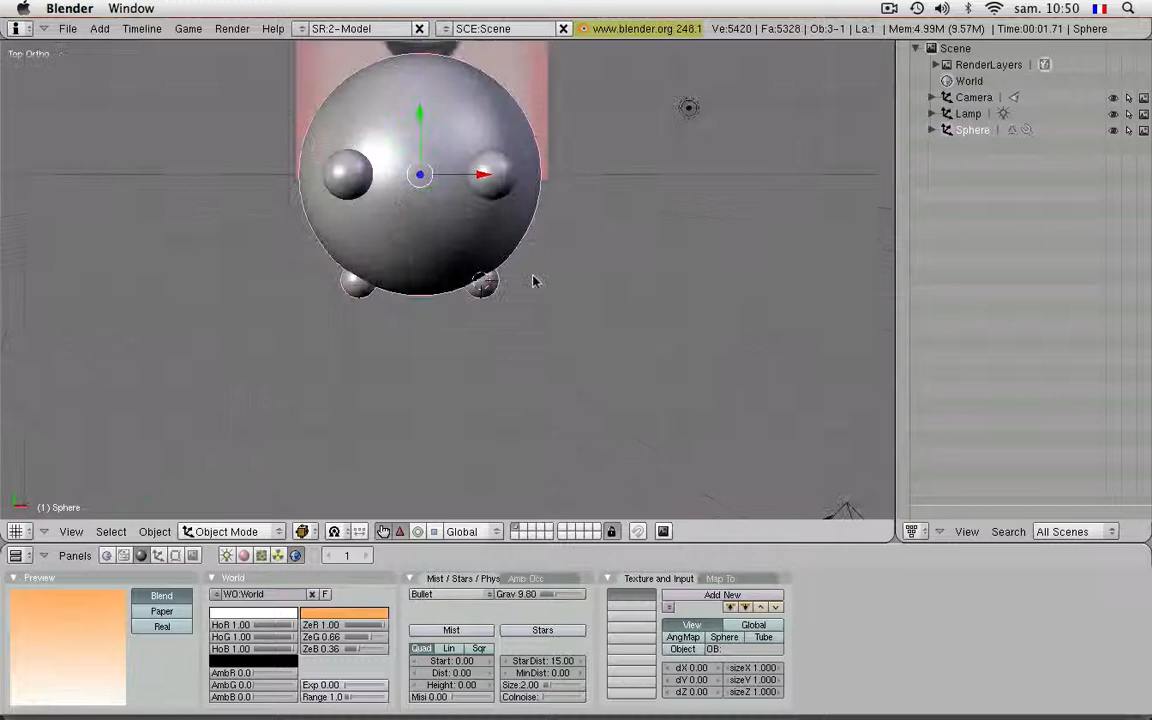 Blender Window sam. 10:50
File Add Timeline Game Render Help SR:2-Model SCE:Scene www.blender.org 248.1 Ve:5420 | Fa:5328 | Ob:3-1 | La:1 | Mem:4.99M (9.57M) | Time:00:01.71 | Sphere
Top Ortho
Scene
RenderLayers
World
Camera
Lamp
Sphere
(1) Sphere
View Select Object Object Mode Global View Search All Scenes
Panels 1
Preview World Mist / Stars / Phys Amb Occ Texture and Input Map To
Blend
Paper
Real
WO:World F
HoR 1.00 ZeR 1.00
HoG 1.00 ZeG 0.66
HoB 1.00 ZeB 0.36
AmbR 0.0
AmbG 0.0 Exp 0.00
AmbB 0.0 Range 1.0
Bullet Grav 9.80
Mist Stars
Quad Lin Sqr
Start: 0.00 StarDist: 15.00
Dist: 0.00 MinDist: 0.00
Height: 0.00 Size:2.00
Misi 0.00 Colnoise:
Add New
View Global
AngMap Sphere Tube
Object OB:
dX 0.00 sizeX 1.000
dY 0.00 sizeY 1.000
dZ 0.00 sizeZ 1.000